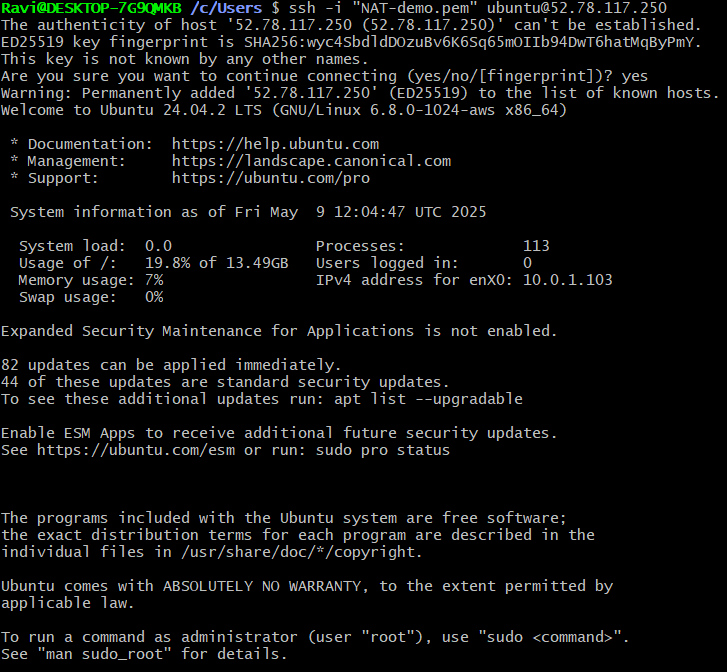 Ravi@DESKTOP-7G9QMKB /c/Users $ ssh -i "NAT-demo.pem" ubuntu@52.78.117.250
The authenticity of host '52.78.117.250 (52.78.117.250)' can't be established.
ED25519 key fingerprint is SHA256:wyc4SbdldDOzuBv6K6Sq65mOIIb94DwT6hatMqByPmY.
This key is not known by any other names.
Are you sure you want to continue connecting (yes/no/[fingerprint])? yes
Warning: Permanently added '52.78.117.250' (ED25519) to the list of known hosts.
Welcome to Ubuntu 24.04.2 LTS (GNU/Linux 6.8.0-1024-aws x86_64)
* Documentation:  https://help.ubuntu.com
* Management:     https://landscape.canonical.com
* Support:        https://ubuntu.com/pro
System information as of Fri May  9 12:04:47 UTC 2025
System load:  0.0                Processes:             113
Usage of /:   19.8% of 13.49GB   Users logged in:       0
Memory usage: 7%                 IPv4 address for enX0: 10.0.1.103
Swap usage:   0%
Expanded Security Maintenance for Applications is not enabled.
82 updates can be applied immediately.
44 of these updates are standard security updates.
To see these additional updates run: apt list --upgradable
Enable ESM Apps to receive additional future security updates.
See https://ubuntu.com/esm or run: sudo pro status
The programs included with the Ubuntu system are free software;
the exact distribution terms for each program are described in the
individual files in /usr/share/doc/*/copyright.
Ubuntu comes with ABSOLUTELY NO WARRANTY, to the extent permitted by
applicable law.
To run a command as administrator (user "root"), use "sudo <command>".
See "man sudo_root" for details.